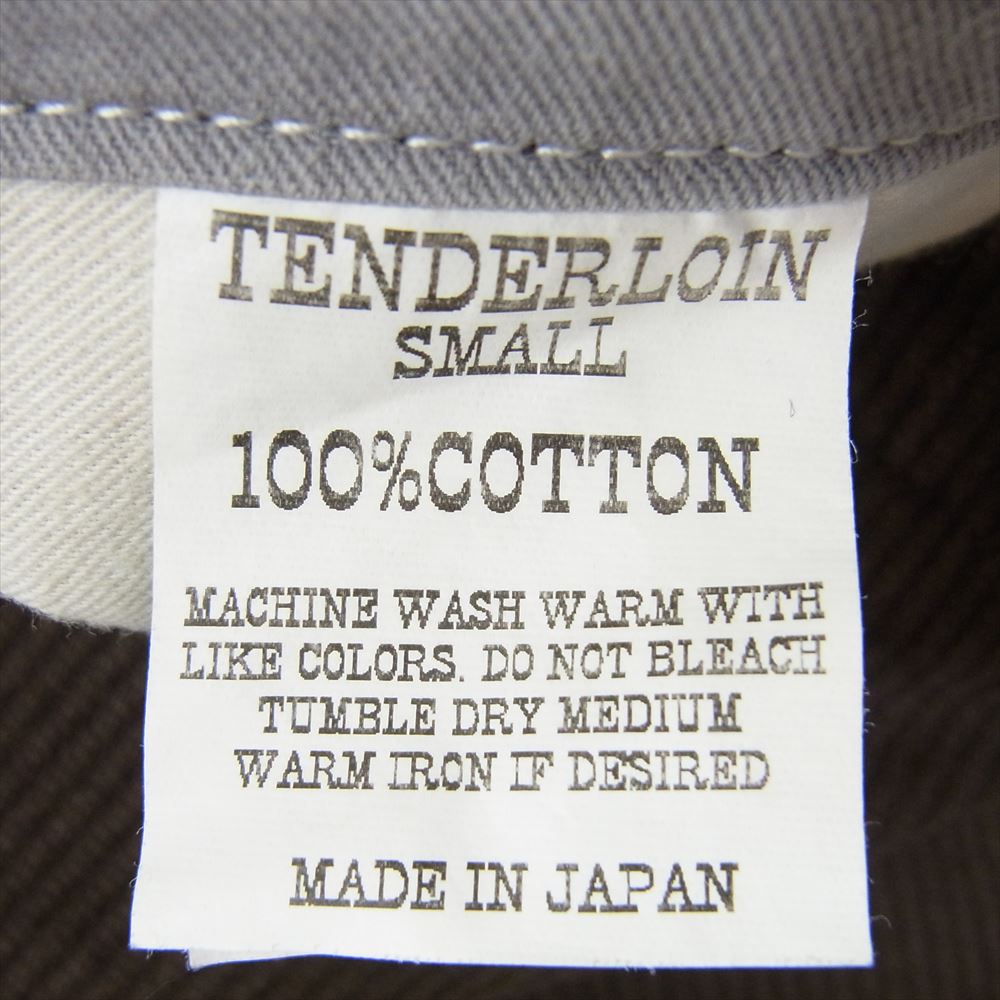 TENDERLOIN
SMALL
100%COTTON
MACHINE WASH WARM WITH
LIKE COLORS. DO NOT BLEACH
TUMBLE DRY MEDIUM
WARM IRON IF DESIRED
MADE IN JAPAN